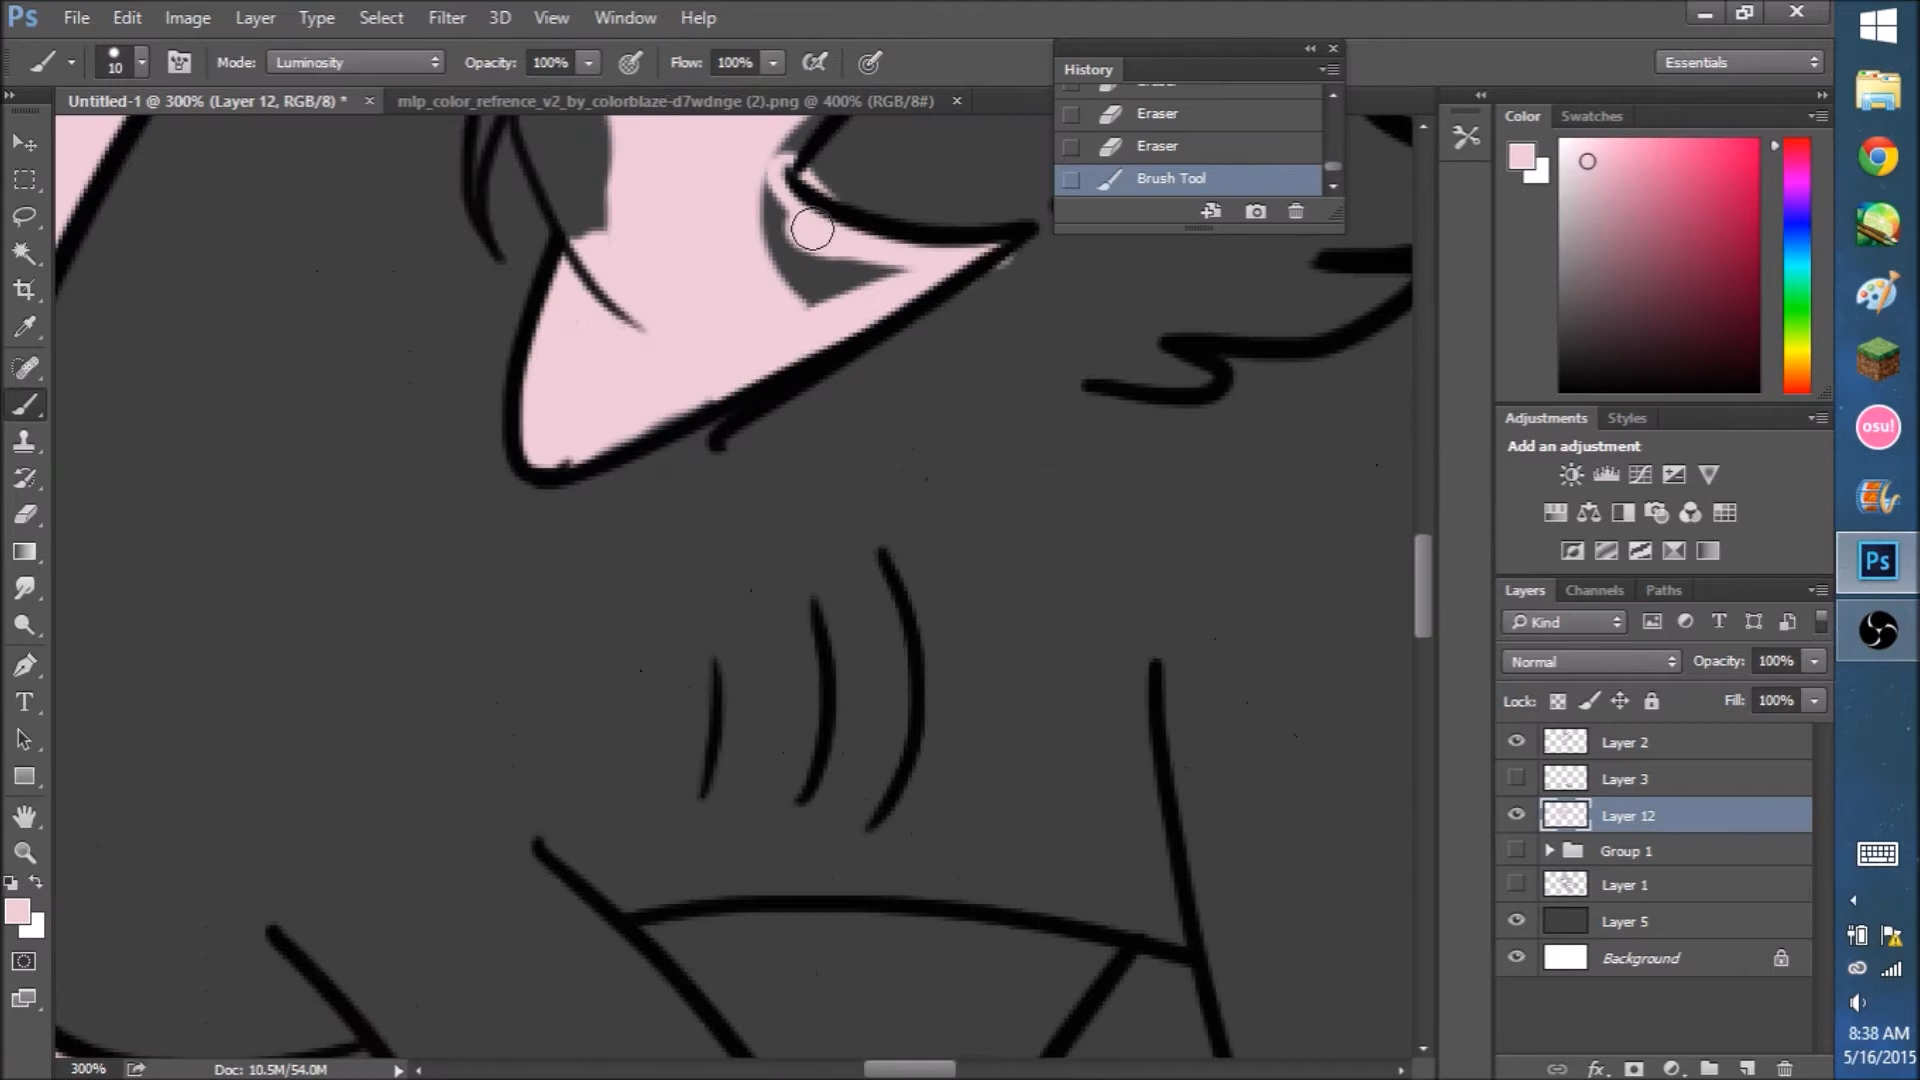 Ps File Edit Image Layer Type Select Filter 3D View Window Help
10 Mode: Luminosity Opacity: 100% Flow: 100% Essentials
Untitled-1 @ 300% (Layer 12, RGB/8) * mlp_color_refrence_v2_by_colorblaze-d7wdnge (2).png @ 400% (RGB/8#)
History
Eraser
Eraser
Eraser
Brush Tool
Color Swatches
Adjustments Styles
Add an adjustment
Layers Channels Paths
Kind
Normal Opacity: 100%
Lock: Fill: 100%
Layer 2
Layer 3
Layer 12
Group 1
Layer 1
Layer 5
Background
fx
300% Doc: 10.5M/54.0M
osu!
Ps
8:38 AM
5/16/2015